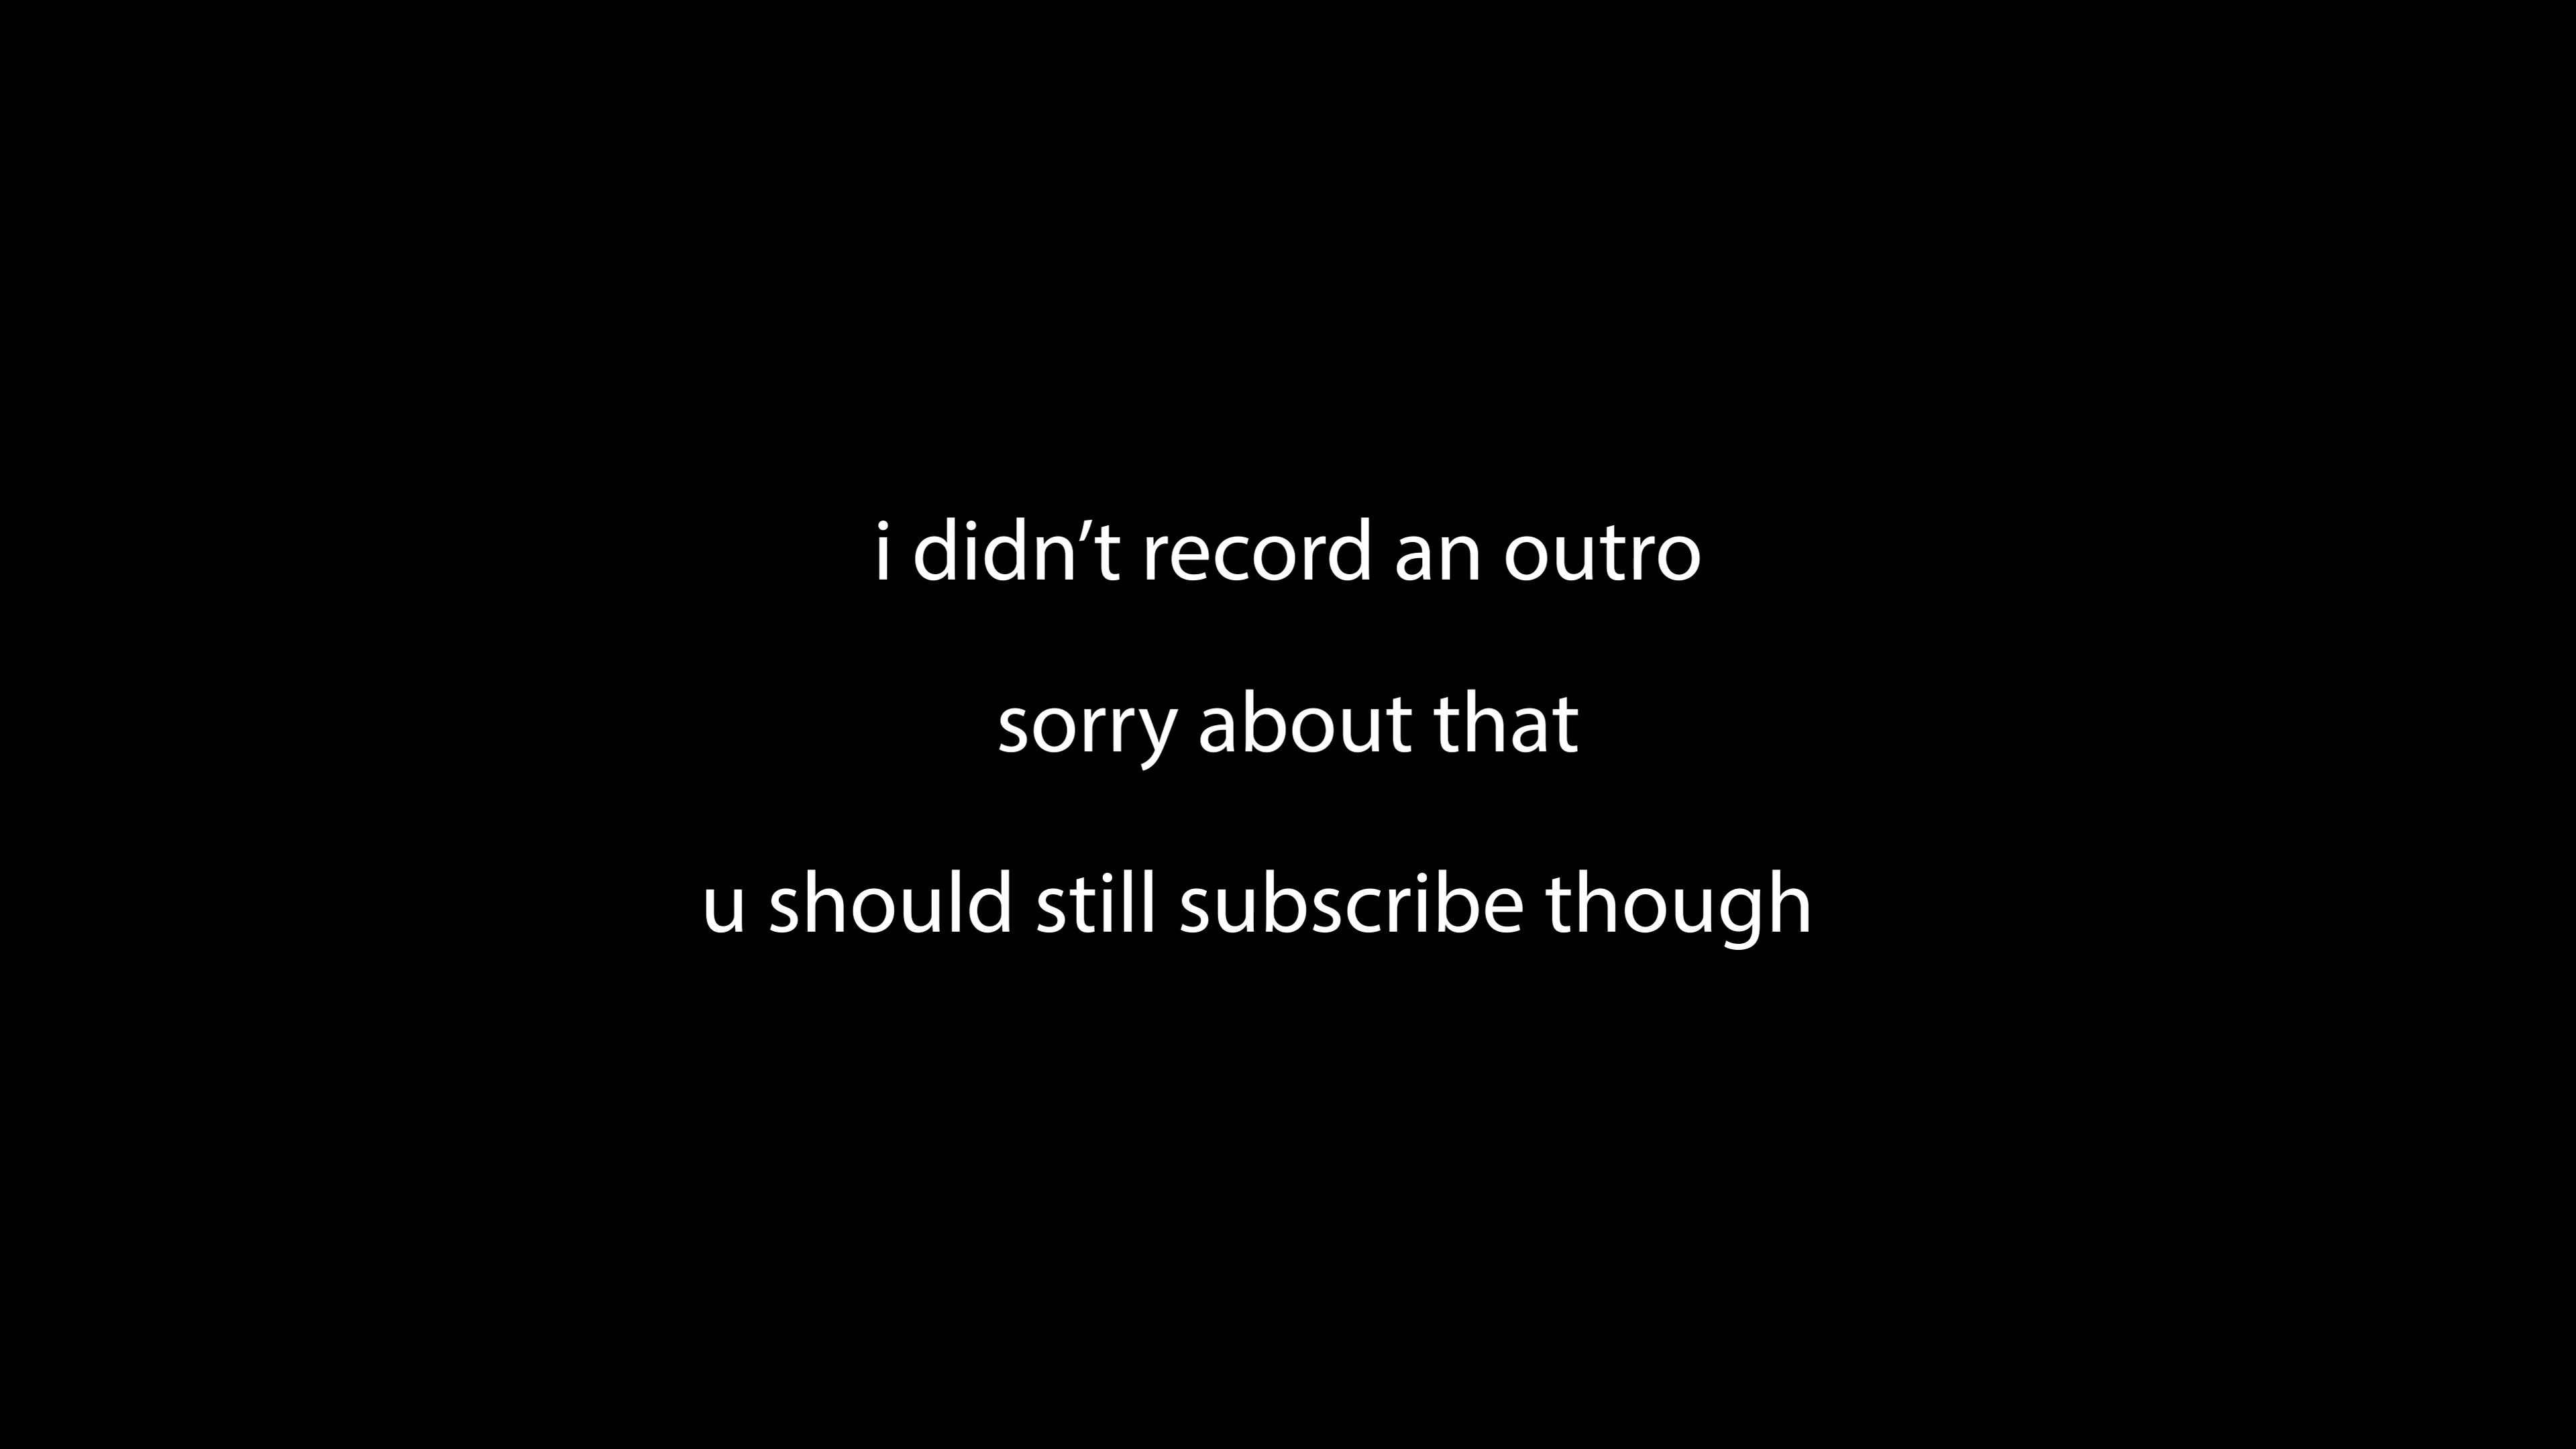 i didn’t record an outro
sorry about that
u should still subscribe though